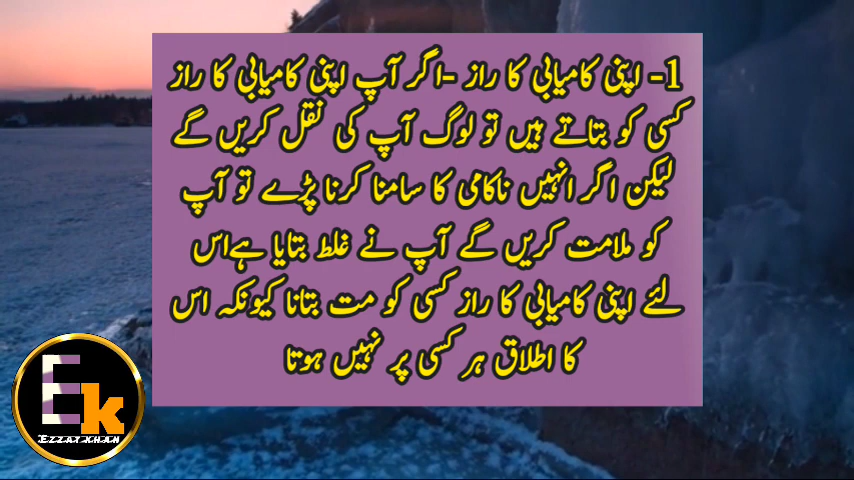 1- اپنی کامیابی کا راز -اگر آپ اپنی کامیابی کا راز
کسی کو بتاتے ہیں تو لوگ آپ کی نقل کریں گے
لیکن اگر انہیں ناکامی کا سامنا کرنا پڑے تو آپ
کو ملامت کریں گے آپ نے غلط بتایا ہےاس
لئے اپنی کامیابی کا راز کسی کو مت بتانا کیونکہ اس
کا اطلاق ہر کسی پر نہیں ہوتا
Ek
EZZAT KHAN